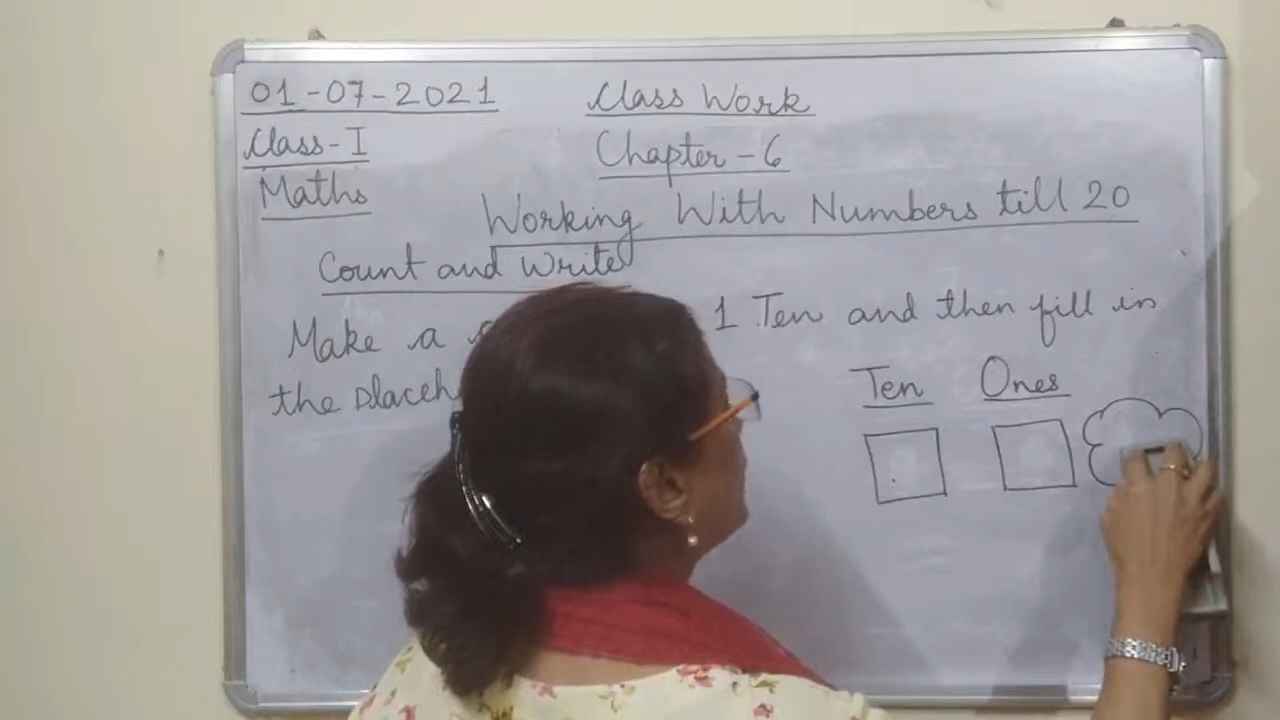 01-07-2021 Class Work
Class-I Chapter-6
Maths
Working With Numbers till 20
Count and Write
Make a 1 Ten and then fill in
the Ten Ones